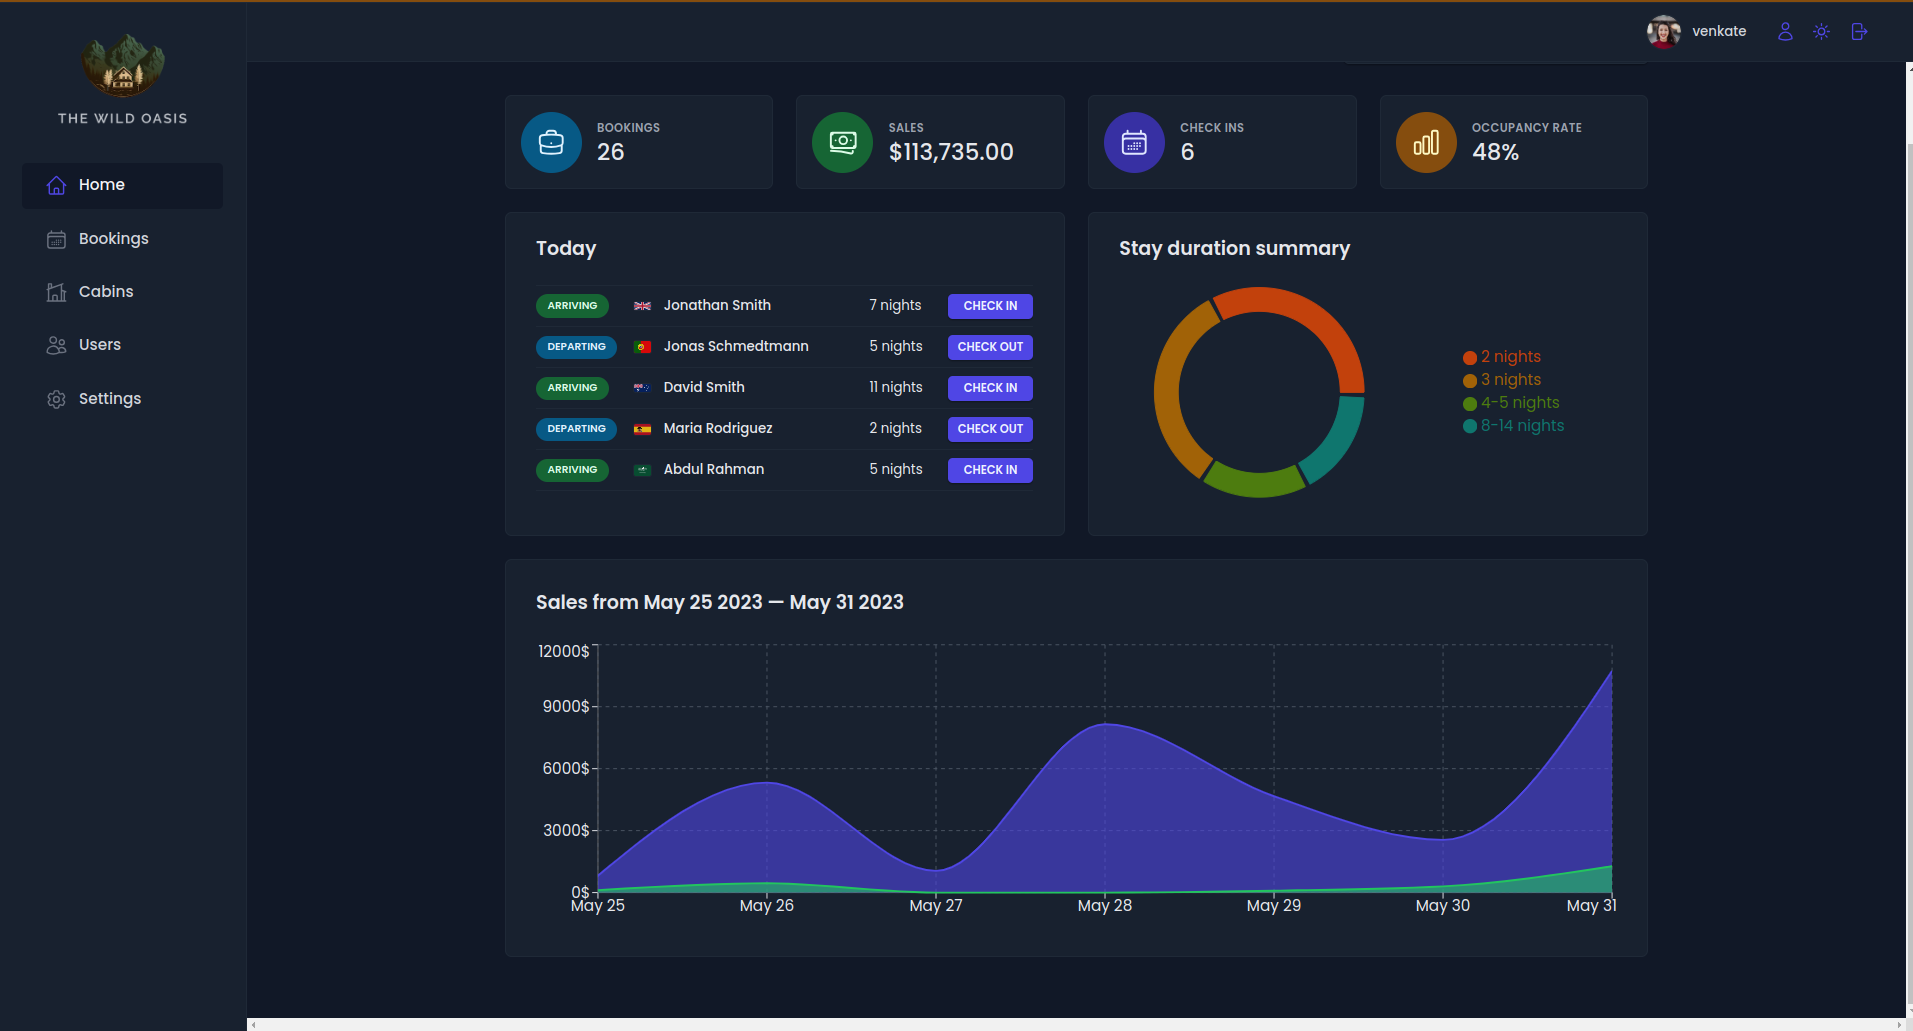 THE WILD OASIS
Home
Bookings
Cabins
Users
Settings
venkate
BOOKINGS
26
SALES
$113,735.00
CHECK INS
6
OCCUPANCY RATE
48%
Today
ARRIVING Jonathan Smith 7 nights CHECK IN
DEPARTING Jonas Schmedtmann 5 nights CHECK OUT
ARRIVING David Smith 11 nights CHECK IN
DEPARTING Maria Rodriguez 2 nights CHECK OUT
ARRIVING Abdul Rahman 5 nights CHECK IN
Stay duration summary
2 nights
3 nights
4-5 nights
8-14 nights
Sales from May 25 2023 — May 31 2023
12000$
9000$
6000$
3000$
0$
May 25 May 26 May 27 May 28 May 29 May 30 May 31